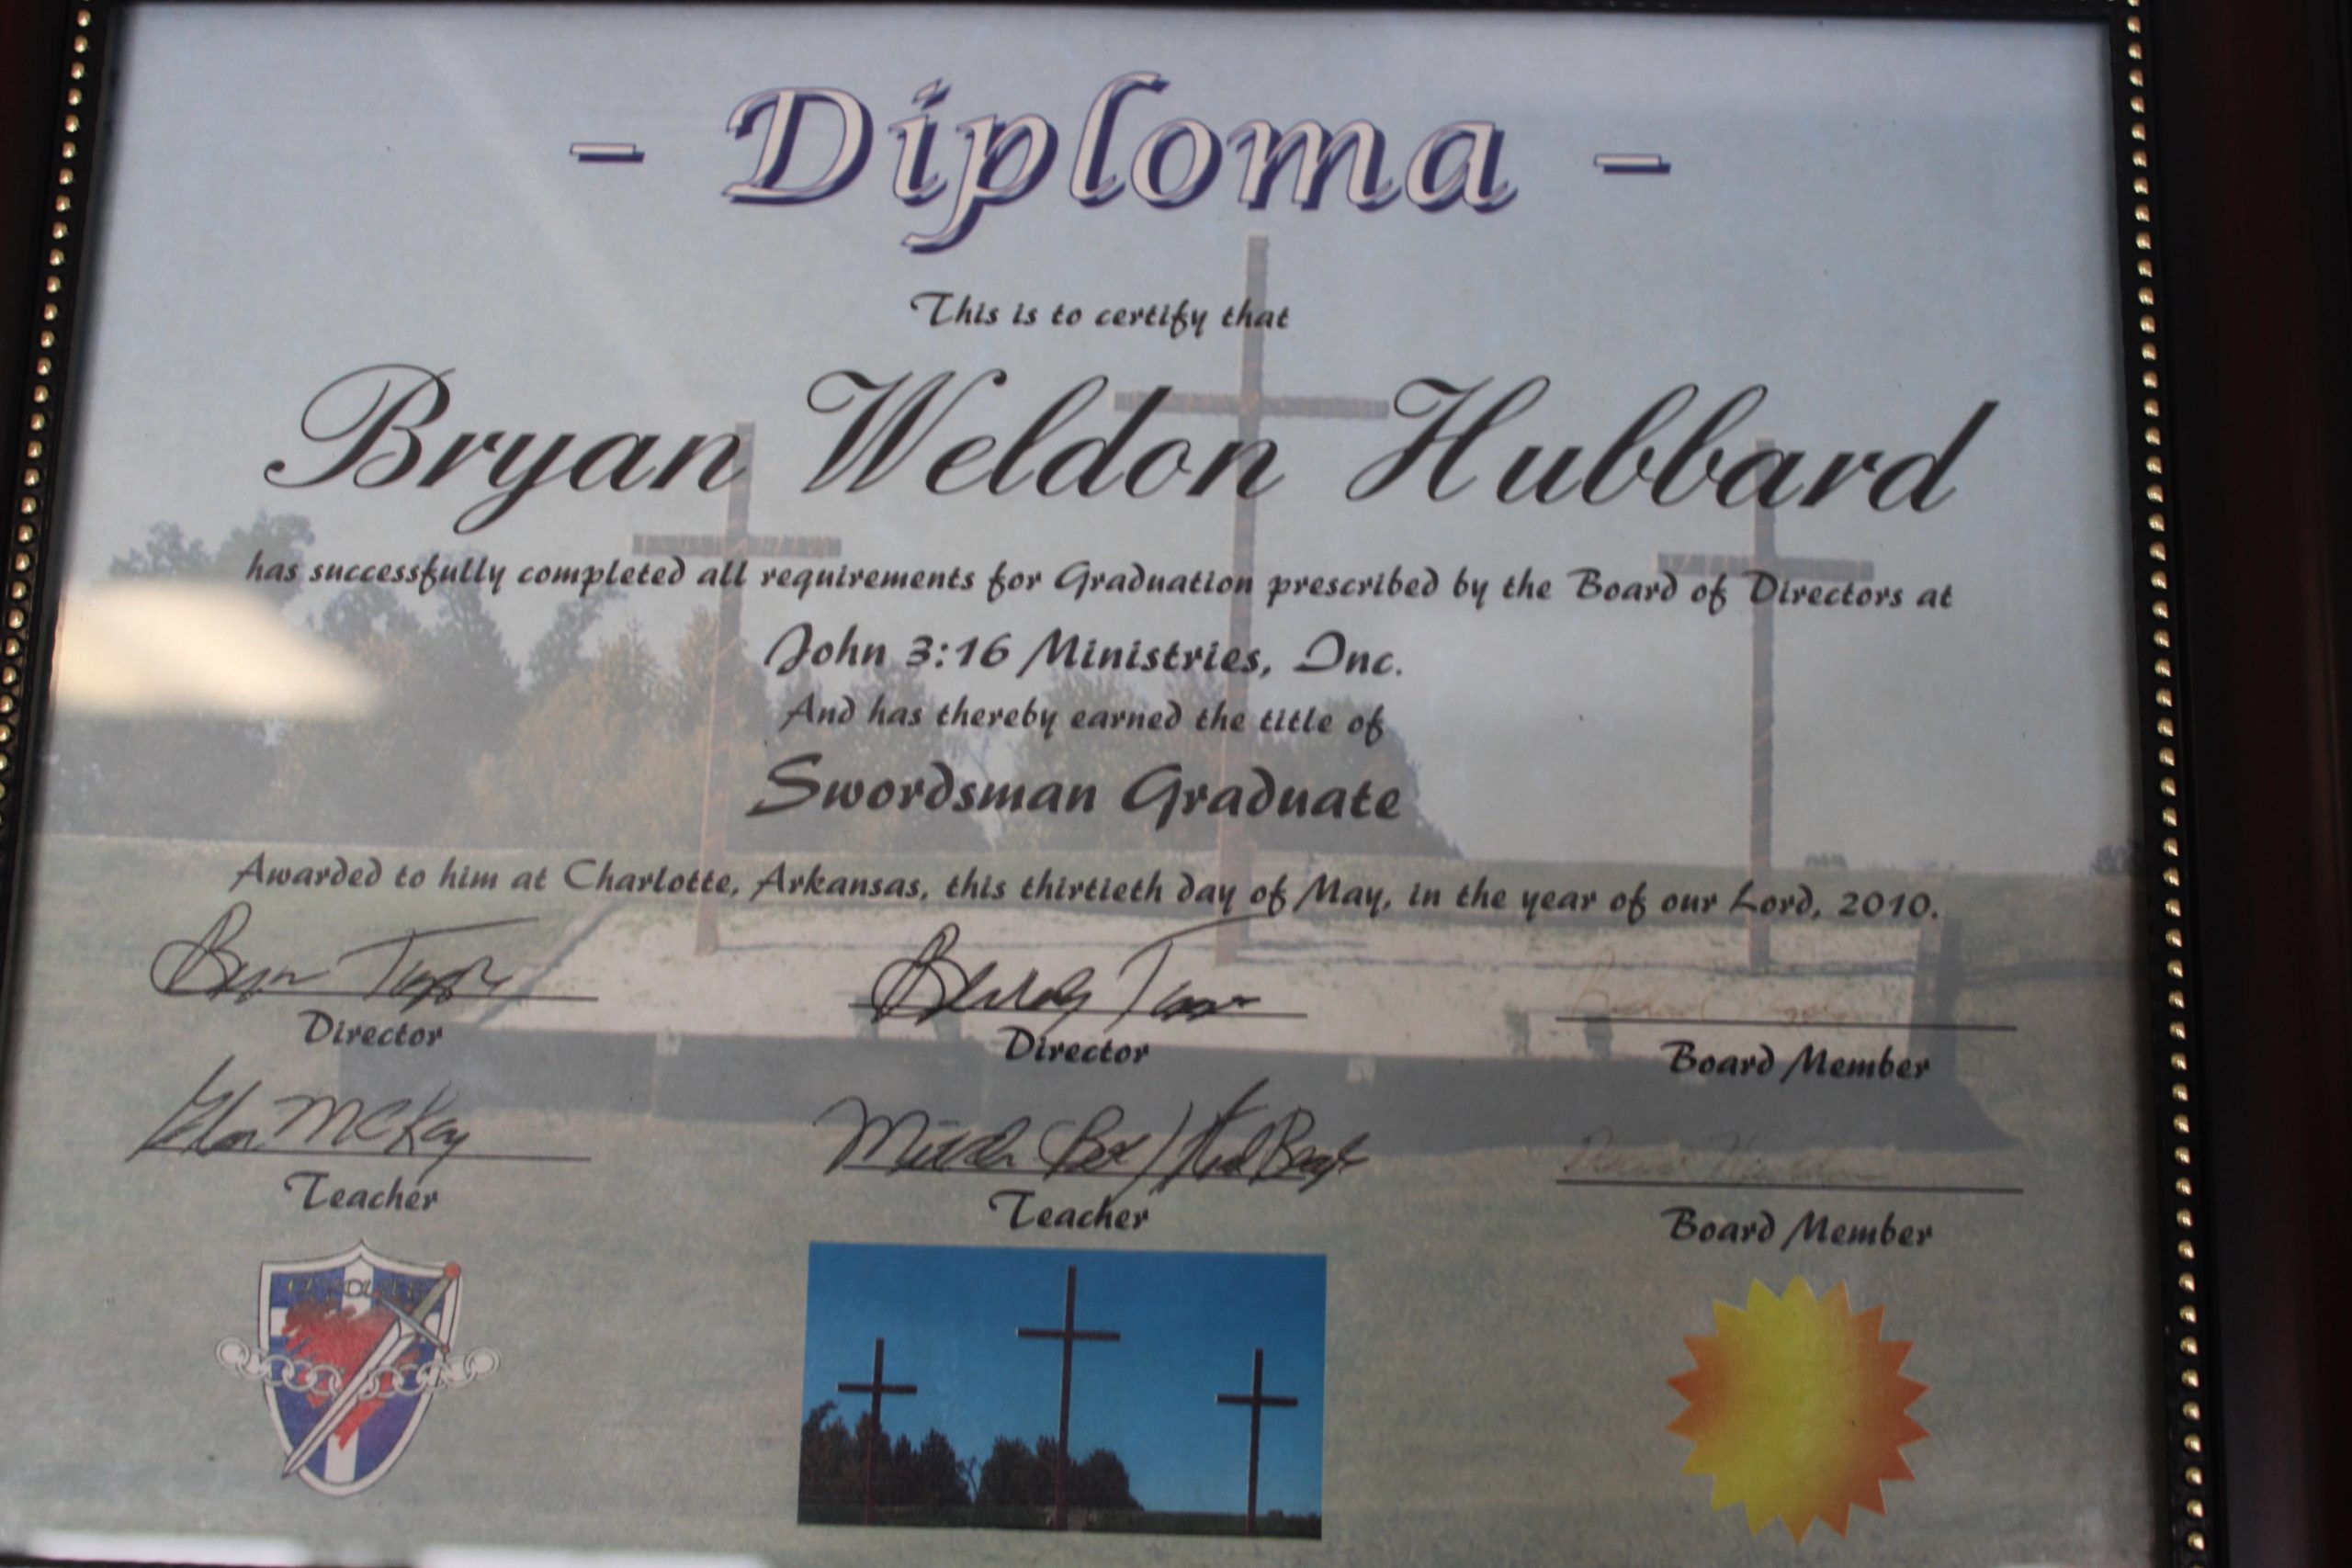 - Diploma -
This is to certify that
Bryan Weldon Hubbard
has successfully completed all requirements for Graduation prescribed by the Board of Directors at
John 3:16 Ministries, Inc.
And has thereby earned the title of
Swordsman Graduate
Awarded to him at Charlotte, Arkansas, this thirtieth day of May, in the year of our Lord, 2010.
Director
Director
Board Member
McKay
Teacher
Teacher
Board Member